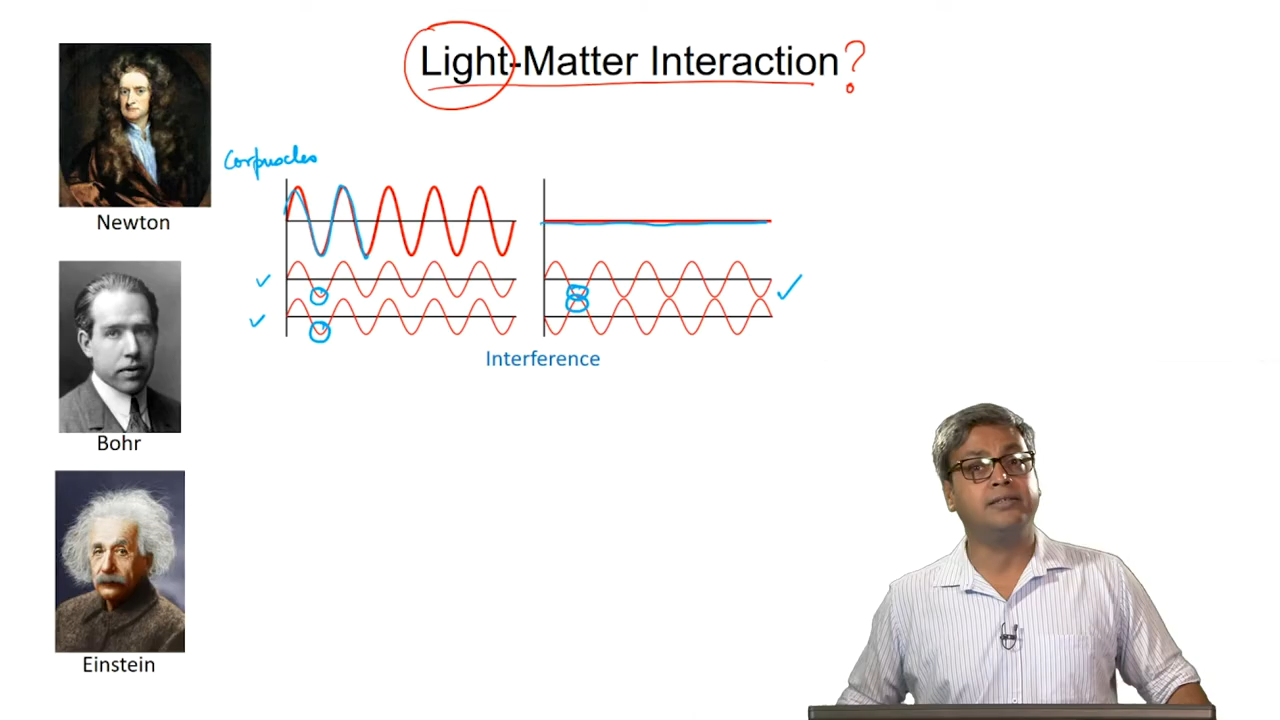 Light-Matter Interaction?
Newton
Corpuscles
Interference
Bohr
Einstein